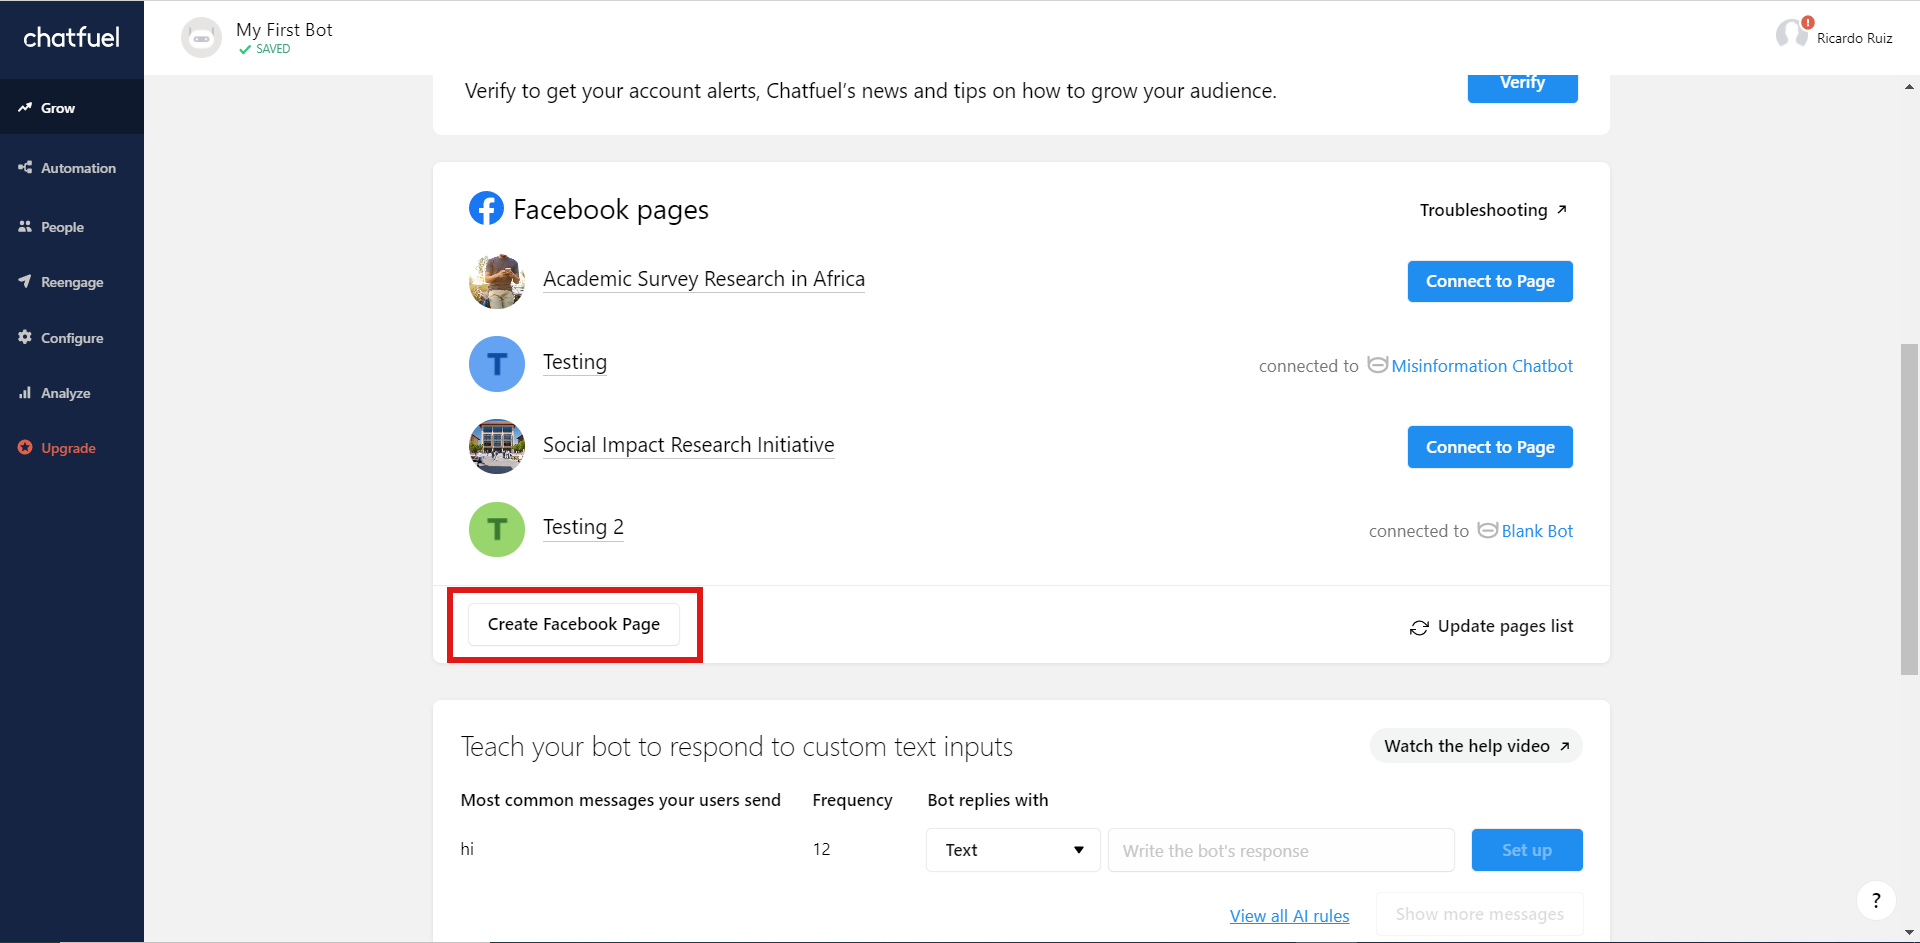 chatfuel
My First Bot
SAVED
!
Ricardo Ruiz
Grow
Automation
People
Reengage
Configure
Analyze
Upgrade
Verify to get your account alerts, Chatfuel's news and tips on how to grow your audience.
Verify
Facebook pages
Troubleshooting
Academic Survey Research in Africa
Connect to Page
T
Testing
connected to Misinformation Chatbot
Social Impact Research Initiative
Connect to Page
T
Testing 2
connected to Blank Bot
Create Facebook Page
Update pages list
Teach your bot to respond to custom text inputs
Watch the help video
Most common messages your users send Frequency Bot replies with
hi 12 Text Write the bot's response Set up
View all AI rules Show more messages
?